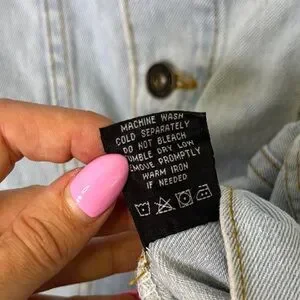 MACHINE WASH
COLD SEPARATELY
DO NOT BLEACH
TUMBLE DRY LOW
REMOVE PROMPTLY
WARM IRON
IF NEEDED